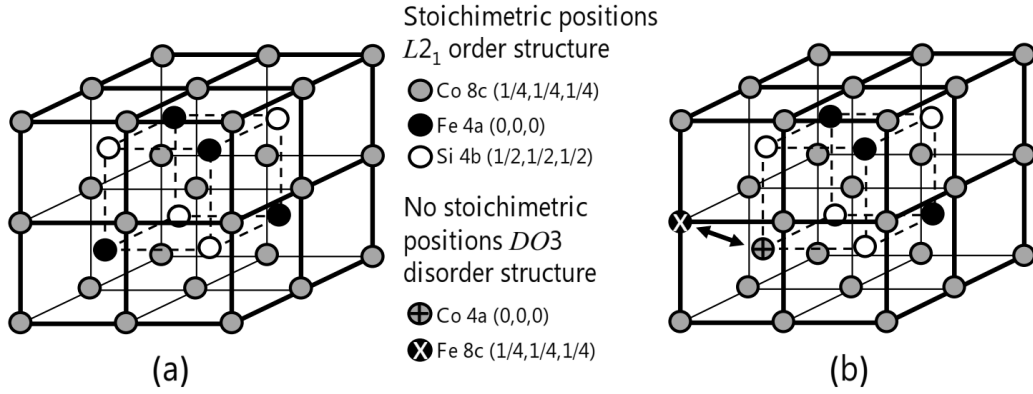 Stoichimetric positions
L2₁ order structure
Co 8c (1/4,1/4,1/4)
Fe 4a (0,0,0)
Si 4b (1/2,1/2,1/2)
No stoichimetric
positions DO3
disorder structure
Co 4a (0,0,0)
X Fe 8c (1/4,1/4,1/4)
X
(a)
(b)